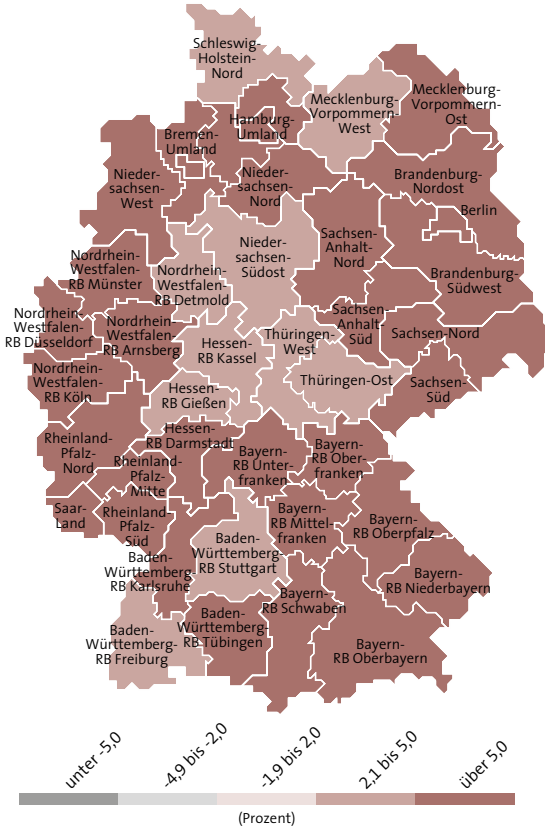 Schleswig-
Holstein-
Nord
Mecklenburg-
Vorpommern-
Ost
Mecklenburg-
Vorpommern-
West
Hamburg-
Umland
Bremen-
Umland
Nieder-
sachsen-
West
Nieder-
sachsen-
Nord
Brandenburg-
Nordost
Berlin
Sachsen-
Anhalt-
Nord
Nieder-
sachsen-
Südost
Nordrhein-
Westfalen-
RB Münster
Nordrhein-
Westfalen-
RB Detmold
Brandenburg-
Südwest
Nordrhein-
Westfalen-
RB Düsseldorf
Nordrhein-
Westfalen-
RB Arnsberg
Hessen-
RB Kassel
Thüringen-
West
Sachsen-
Anhalt-
Süd
Sachsen-Nord
Nordrhein-
Westfalen-
RB Köln
Hessen-
RB Gießen
Thüringen-Ost
Sachsen-
Süd
Rheinland-
Pfalz-
Nord
Hessen-
RB Darmstadt
Rheinland-
Pfalz-
Mitte
Bayern-
RB Unter-
franken
Bayern-
RB Ober-
franken
Saar-
Land
Rheinland-
Pfalz-
Süd
Bayern-
RB Mittel-
franken
Bayern-
RB Oberpfalz
Baden-
Württemberg-
RB Stuttgart
Baden-
Württemberg-
RB Karlsruhe
Bayern-
RB Niederbayern
Bayern-
RB Schwaben
Baden-
Württemberg-
RB Freiburg
Baden-
Württemberg-
RB Tübingen
Bayern-
RB Oberbayern
unter -5,0
-4,9 bis -2,0
-1,9 bis 2,0
2,1 bis 5,0
über 5,0
(Prozent)